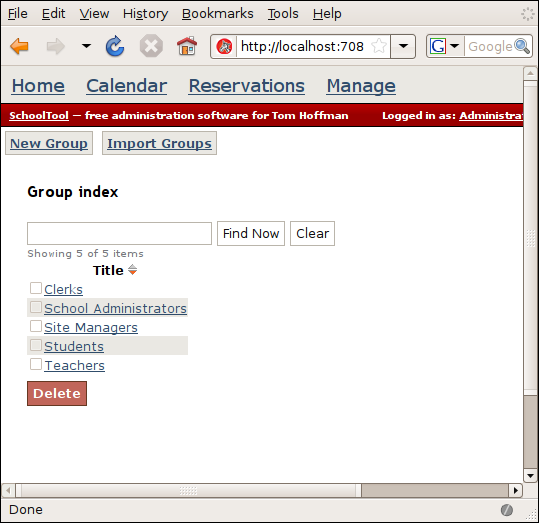 File Edit View History Bookmarks Tools Help
http://localhost:708 Google
Home Calendar Reservations Manage
SchoolTool — free administration software for Tom Hoffman Logged in as: Administra
New Group Import Groups
Group index
Find Now Clear
Showing 5 of 5 items
Title
Clerks
School Administrators
Site Managers
Students
Teachers
Delete
Done